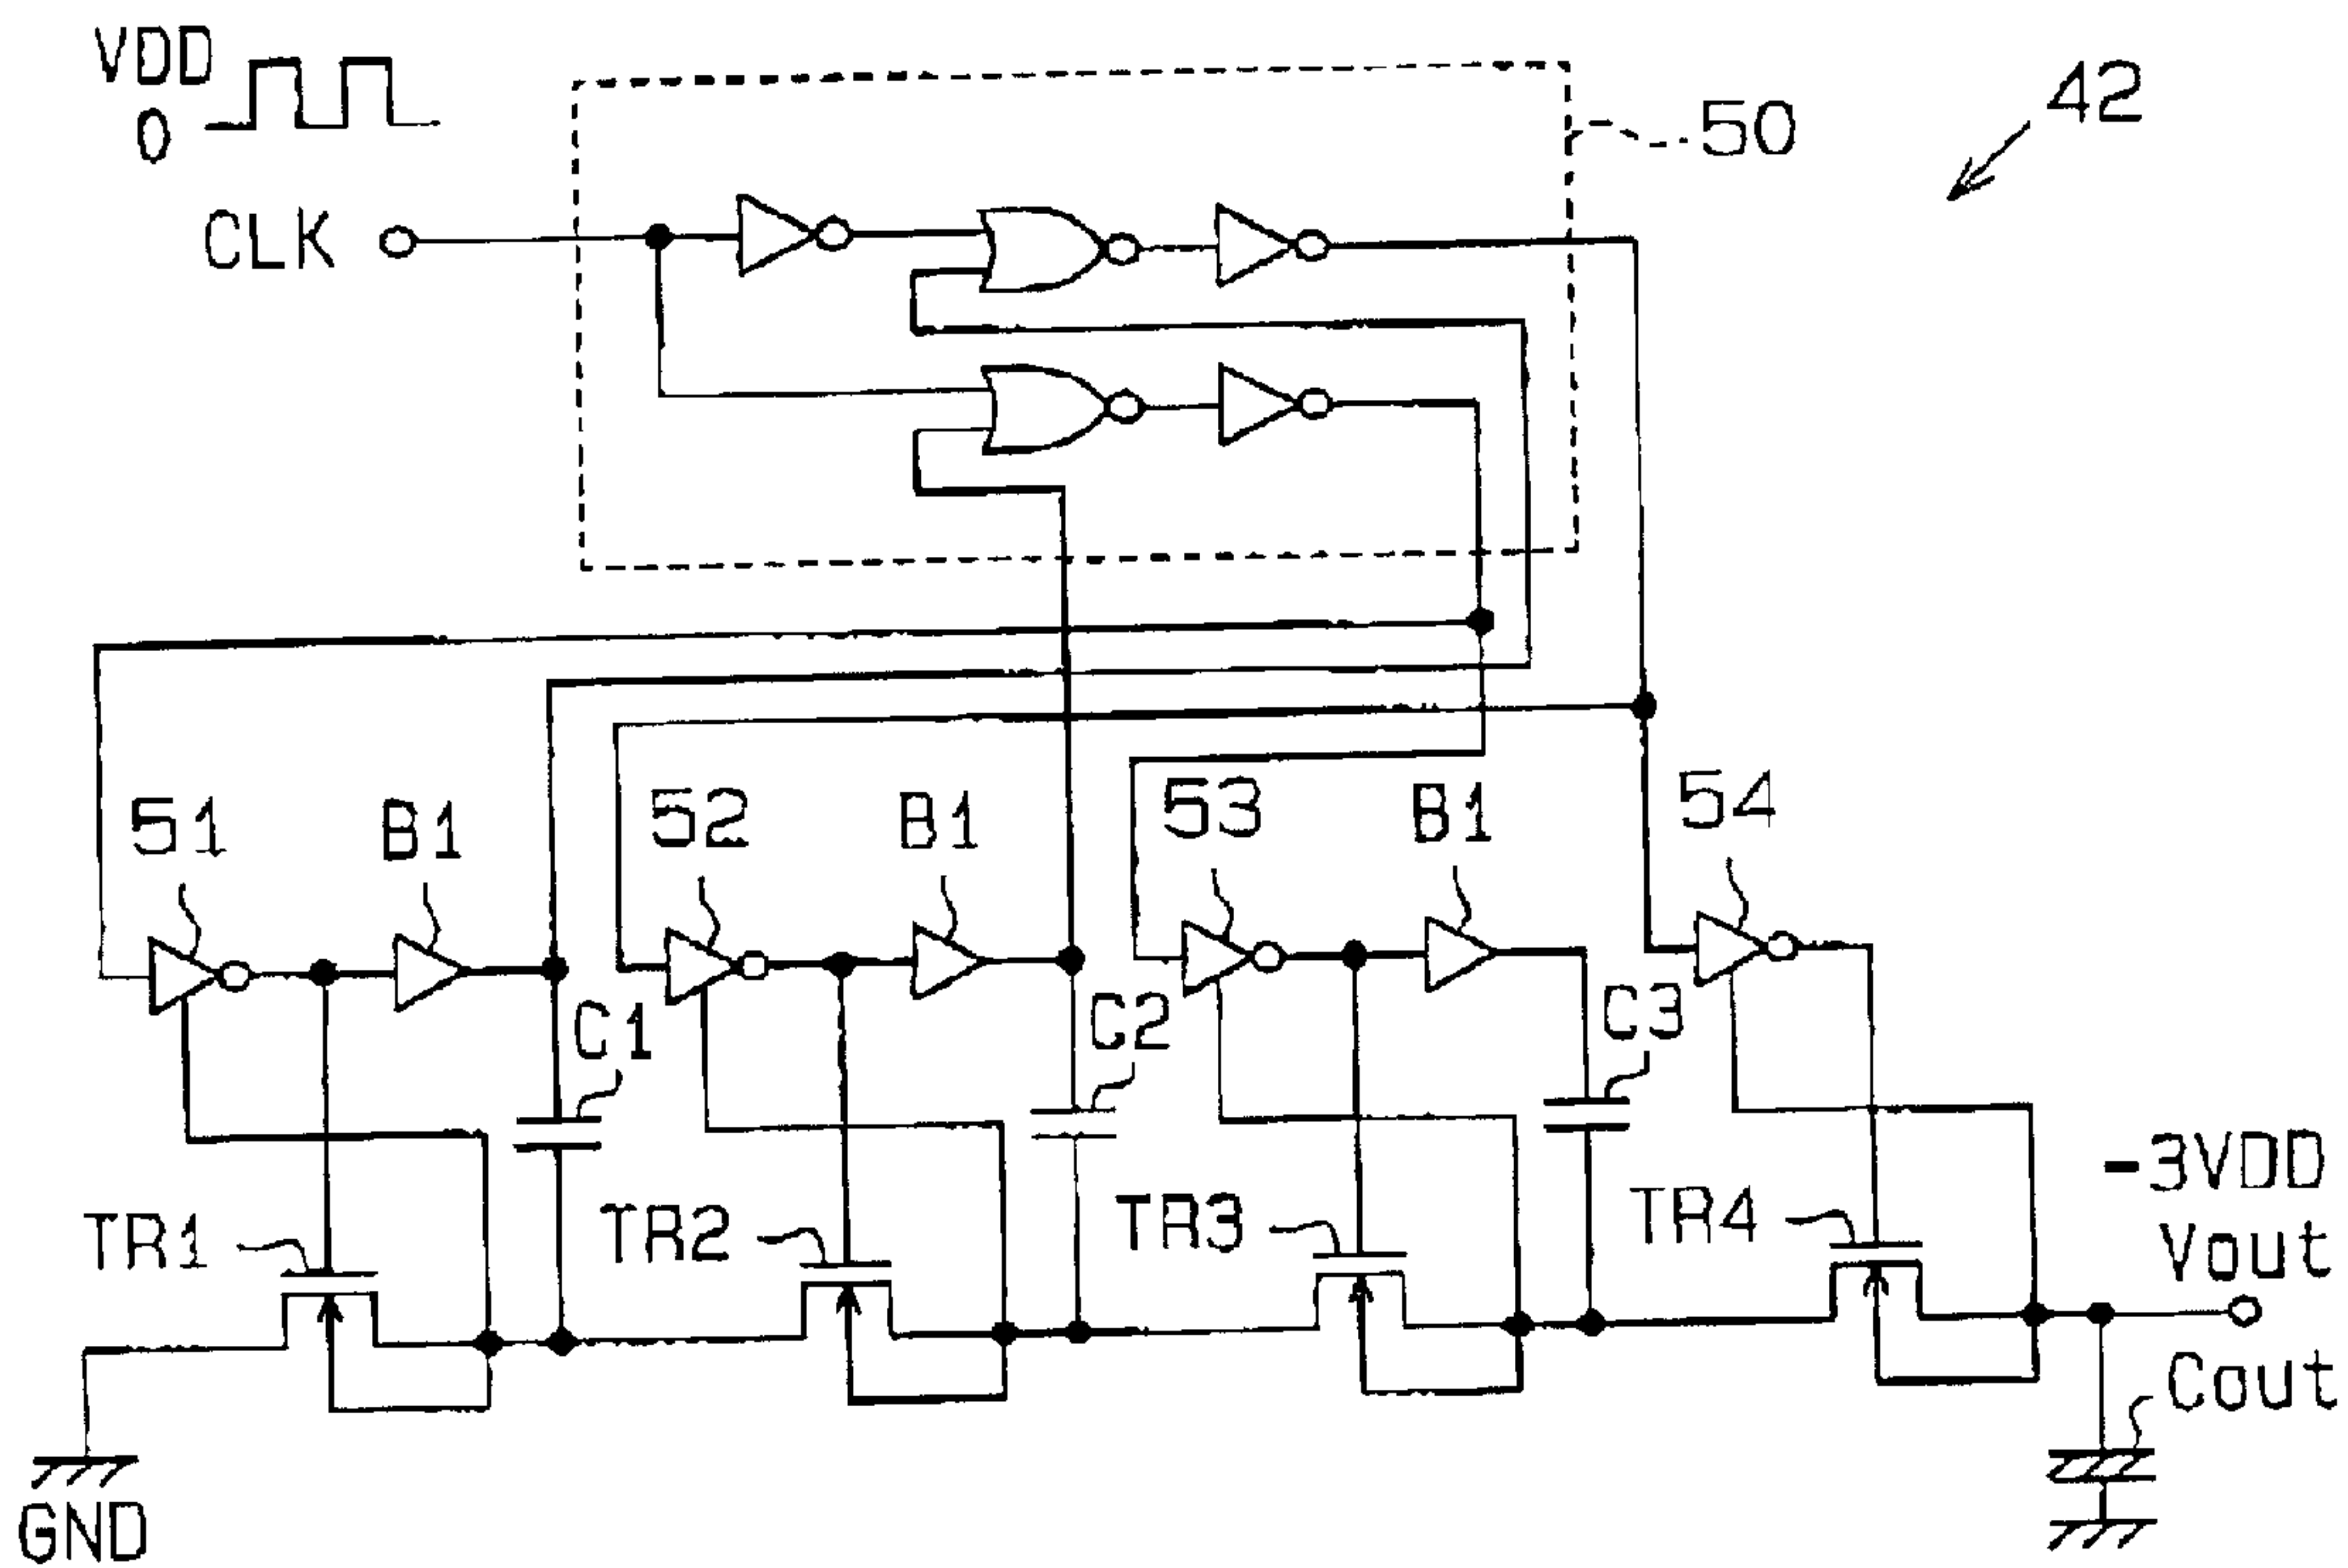 VDD
0
CLK
50
42
51
B1
52
B1
53
B1
54
C1
C2
C3
TR1
TR2
TR3
TR4
-3VDD
Vout
Cout
GND